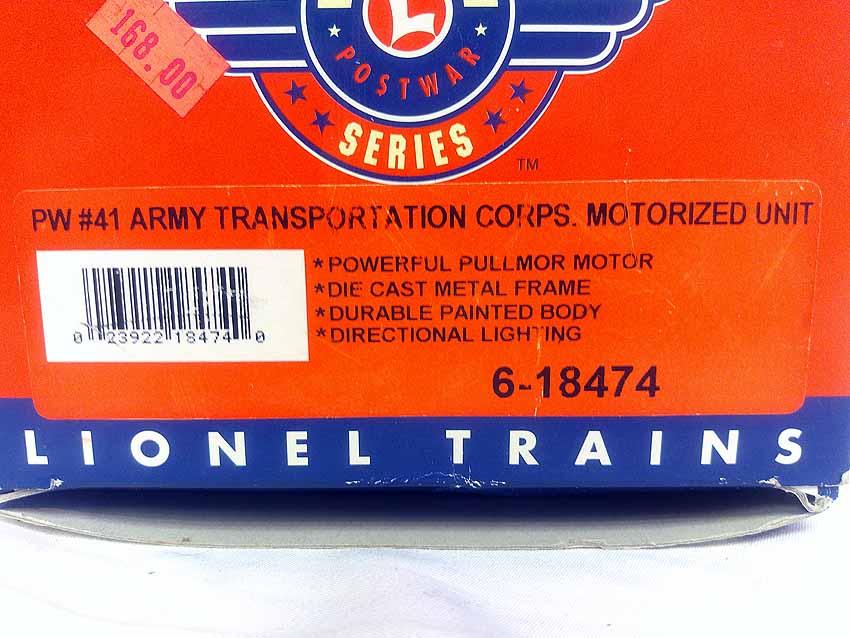 168.00
L
POSTWAR
SERIES
TM
PW #41 ARMY TRANSPORTATION CORPS. MOTORIZED UNIT
*POWERFUL PULLMOR MOTOR
*DIE CAST METAL FRAME
*DURABLE PAINTED BODY
*DIRECTIONAL LIGHTING
0 23922 18474 0
6-18474
LIONEL TRAINS